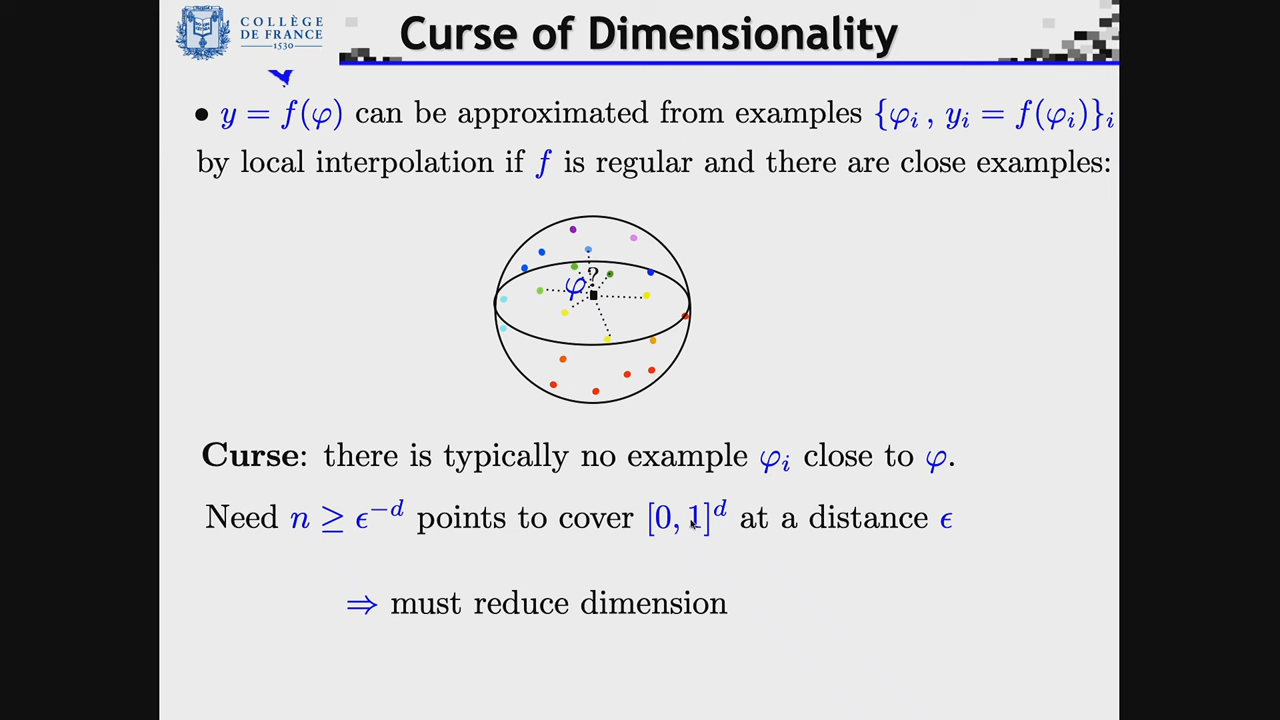 COLLÈGE
DE FRANCE
1530
Curse of Dimensionality
• y = f(φ) can be approximated from examples {φᵢ , yᵢ = f(φᵢ)}ᵢ
by local interpolation if f is regular and there are close examples:
?
φ
Curse: there is typically no example φᵢ close to φ.
Need n ≥ ϵ⁻ᵈ points to cover [0, 1]ᵈ at a distance ϵ
⇒ must reduce dimension